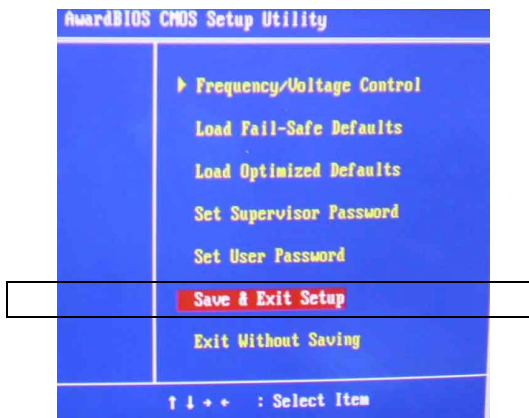 AwardBIOS CMOS Setup Utility
Frequency/Voltage Control
Load Fail-Safe Defaults
Load Optimized Defaults
Set Supervisor Password
Set User Password
Save & Exit Setup
Exit Without Saving
↑ ↓ → ← : Select Item